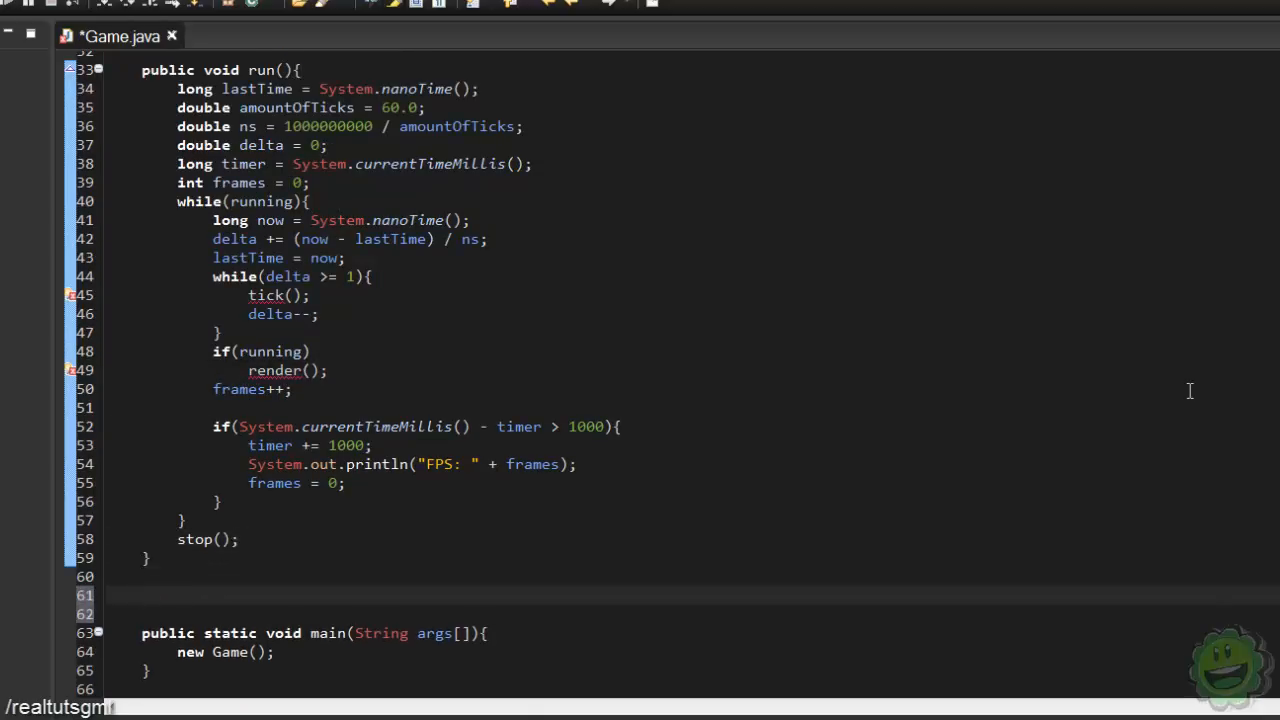 *Game.java
32
33 public void run(){
34 long lastTime = System.nanoTime();
35 double amountOfTicks = 60.0;
36 double ns = 1000000000 / amountOfTicks;
37 double delta = 0;
38 long timer = System.currentTimeMillis();
39 int frames = 0;
40 while(running){
41 long now = System.nanoTime();
42 delta += (now - lastTime) / ns;
43 lastTime = now;
44 while(delta >= 1){
45 tick();
46 delta--;
47 }
48 if(running)
49 render();
50 frames++;
51
52 if(System.currentTimeMillis() - timer > 1000){
53 timer += 1000;
54 System.out.println("FPS: " + frames);
55 frames = 0;
56 }
57 }
58 stop();
59 }
60
61
62
63 public static void main(String args[]){
64 new Game();
65 }
66